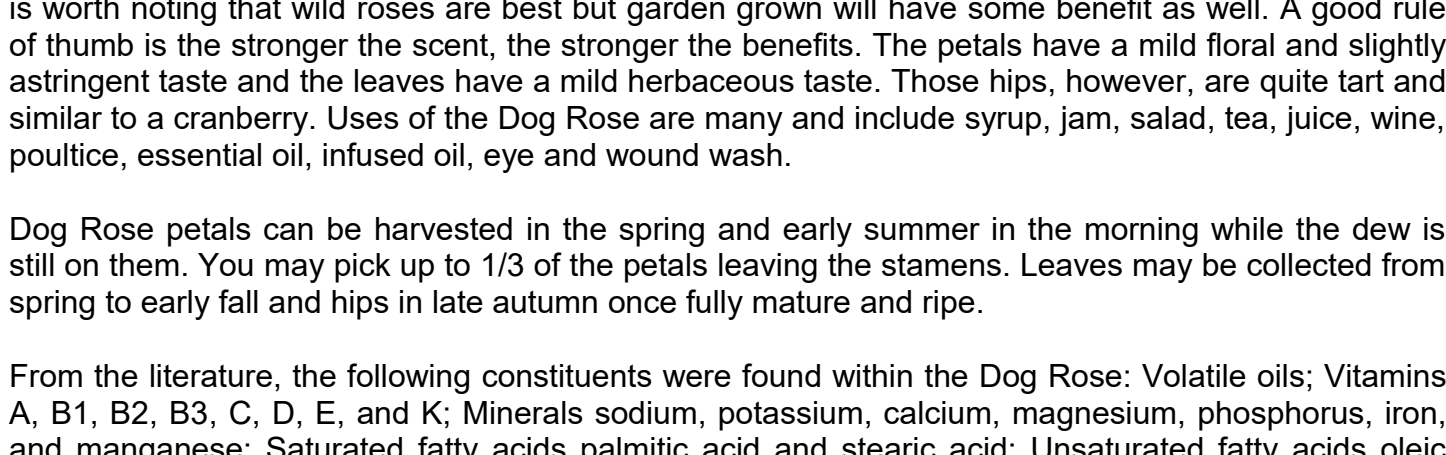 is worth noting that wild roses are best but garden grown will have some benefit as well. A good rule
of thumb is the stronger the scent, the stronger the benefits. The petals have a mild floral and slightly
astringent taste and the leaves have a mild herbaceous taste. Those hips, however, are quite tart and
similar to a cranberry. Uses of the Dog Rose are many and include syrup, jam, salad, tea, juice, wine,
poultice, essential oil, infused oil, eye and wound wash.
Dog Rose petals can be harvested in the spring and early summer in the morning while the dew is
still on them. You may pick up to 1/3 of the petals leaving the stamens. Leaves may be collected from
spring to early fall and hips in late autumn once fully mature and ripe.
From the literature, the following constituents were found within the Dog Rose: Volatile oils; Vitamins
A, B1, B2, B3, C, D, E, and K; Minerals sodium, potassium, calcium, magnesium, phosphorus, iron,
and manganese; Saturated fatty acids palmitic acid and stearic acid; Unsaturated fatty acids oleic